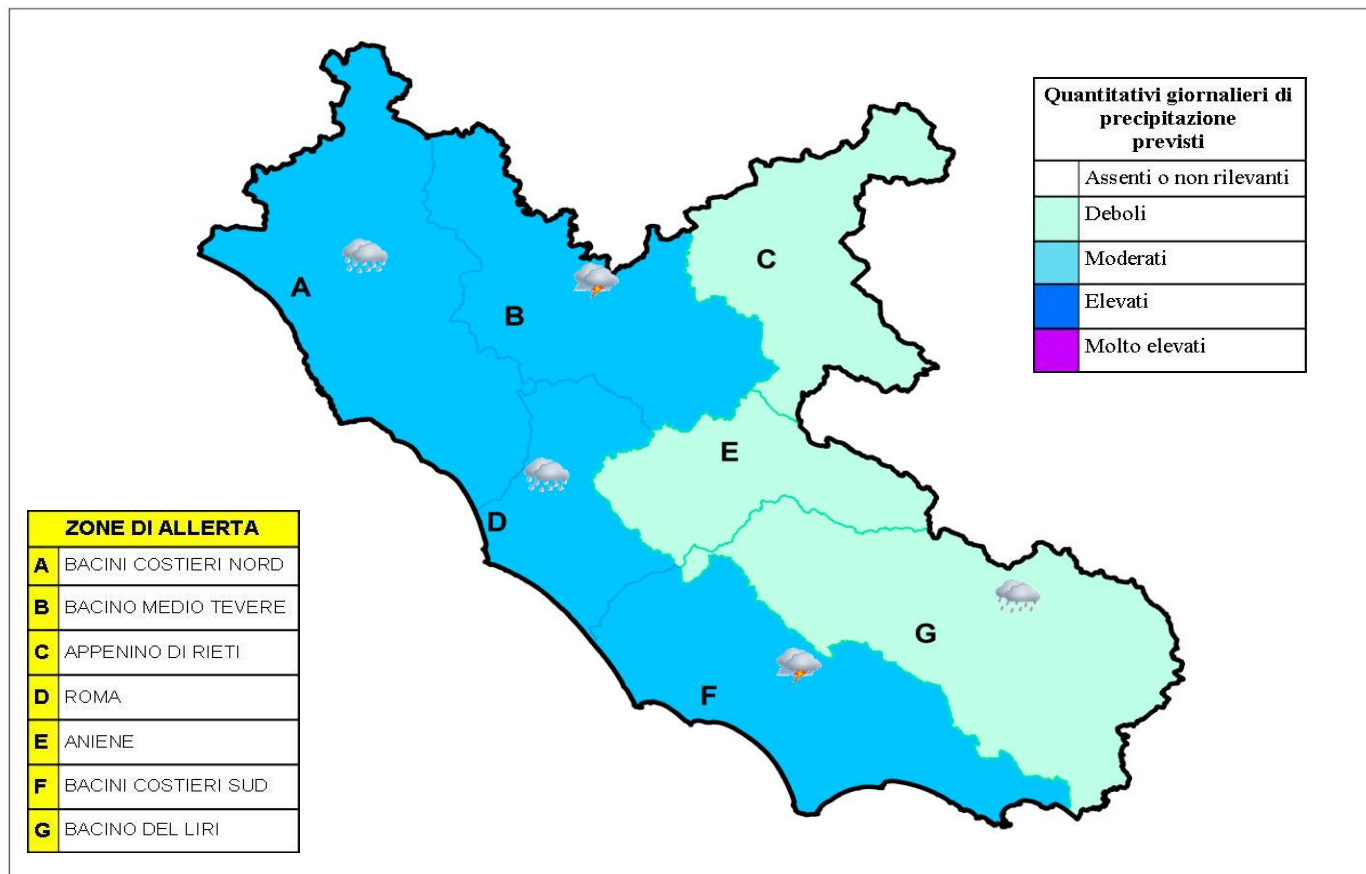 Quantitativi giornalieri di
precipitazione
previsti
Assenti o non rilevanti
Deboli
Moderati
Elevati
Molto elevati
A
B
C
D
E
F
G
ZONE DI ALLERTA
A BACINI COSTIERI NORD
B BACINO MEDIO TEVERE
C APPENINO DI RIETI
D ROMA
E ANIENE
F BACINI COSTIERI SUD
G BACINO DEL LIRI